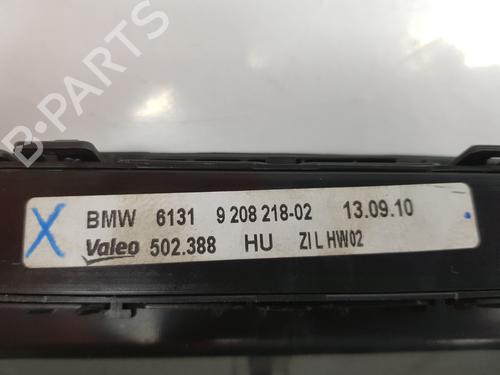 B-PARTS
X BMW 6131 9 208 218-02 13.09.10
Valeo 502.388 HU ZI L HW02